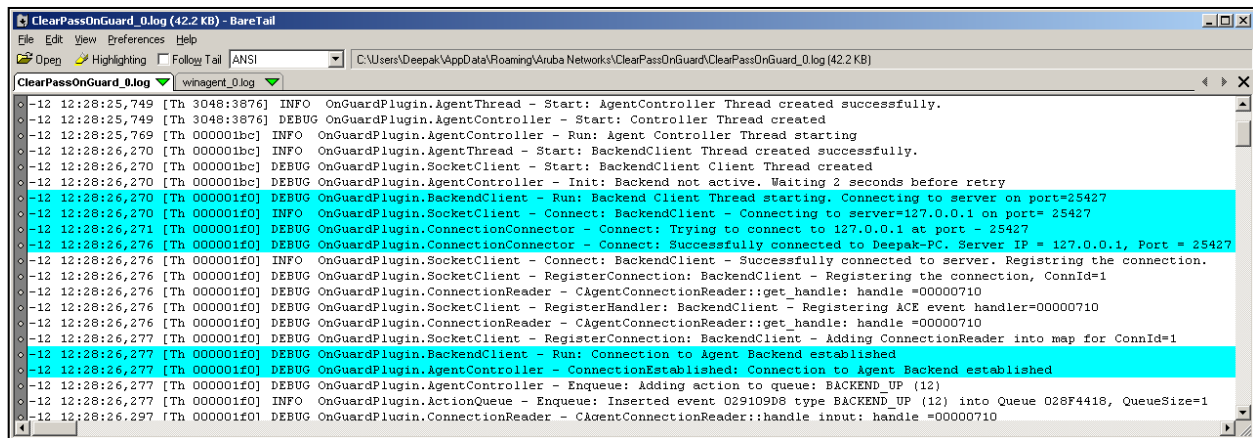 ClearPassOnGuard_0.log (42.2 KB) - BareTail
File Edit View Preferences Help
Open Highlighting Follow Tail ANSI C:\Users\Deepak\AppData\Roaming\Aruba Networks\ClearPassOnGuard\ClearPassOnGuard_0.log (42.2 KB)
ClearPassOnGuard_0.log winagent_0.log
-12 12:28:25,749 [Th 3048:3876] INFO OnGuardPlugin.AgentThread - Start: AgentController Thread created successfully.
-12 12:28:25,749 [Th 3048:3876] DEBUG OnGuardPlugin.AgentController - Start: Controller Thread created
-12 12:28:25,769 [Th 000001bc] INFO OnGuardPlugin.AgentController - Run: Agent Controller Thread starting
-12 12:28:26,270 [Th 000001bc] INFO OnGuardPlugin.AgentThread - Start: BackendClient Thread created successfully.
-12 12:28:26,270 [Th 000001bc] DEBUG OnGuardPlugin.SocketClient - Start: BackendClient Client Thread created
-12 12:28:26,270 [Th 000001bc] DEBUG OnGuardPlugin.AgentController - Init: Backend not active. Waiting 2 seconds before retry
-12 12:28:26,270 [Th 000001f0] DEBUG OnGuardPlugin.BackendClient - Run: Backend Client Thread starting. Connecting to server on port=25427
-12 12:28:26,270 [Th 000001f0] INFO OnGuardPlugin.SocketClient - Connect: BackendClient - Connecting to server=127.0.0.1 on port= 25427
-12 12:28:26,271 [Th 000001f0] DEBUG OnGuardPlugin.ConnectionConnector - Connect: Trying to connect to 127.0.0.1 at port - 25427
-12 12:28:26,276 [Th 000001f0] DEBUG OnGuardPlugin.ConnectionConnector - Connect: Successfully connected to Deepak-PC. Server IP = 127.0.0.1, Port = 25427
-12 12:28:26,276 [Th 000001f0] INFO OnGuardPlugin.SocketClient - Connect: BackendClient - Successfully connected to server. Registring the connection.
-12 12:28:26,276 [Th 000001f0] DEBUG OnGuardPlugin.SocketClient - RegisterConnection: BackendClient - Registering the connection, ConnId=1
-12 12:28:26,276 [Th 000001f0] DEBUG OnGuardPlugin.ConnectionReader - CAgentConnectionReader::get_handle: handle =00000710
-12 12:28:26,276 [Th 000001f0] DEBUG OnGuardPlugin.SocketClient - RegisterHandler: BackendClient - Registering ACE event handler=00000710
-12 12:28:26,276 [Th 000001f0] DEBUG OnGuardPlugin.ConnectionReader - CAgentConnectionReader::get_handle: handle =00000710
-12 12:28:26,277 [Th 000001f0] DEBUG OnGuardPlugin.SocketClient - RegisterConnection: BackendClient - Adding ConnectionReader into map for ConnId=1
-12 12:28:26,277 [Th 000001f0] DEBUG OnGuardPlugin.BackendClient - Run: Connection to Agent Backend established
-12 12:28:26,277 [Th 000001f0] DEBUG OnGuardPlugin.AgentController - ConnectionEstablished: Connection to Agent Backend established
-12 12:28:26,277 [Th 000001f0] DEBUG OnGuardPlugin.AgentController - Enqueue: Adding action to queue: BACKEND_UP (12)
-12 12:28:26,277 [Th 000001f0] INFO OnGuardPlugin.ActionQueue - Enqueue: Inserted event 029109D8 type BACKEND_UP (12) into Queue 028F4418, QueueSize=1
-12 12:28:26,297 [Th 000001f0] DEBUG OnGuardPlugin.ConnectionReader - CAgentConnectionReader::handle_input: handle =00000710